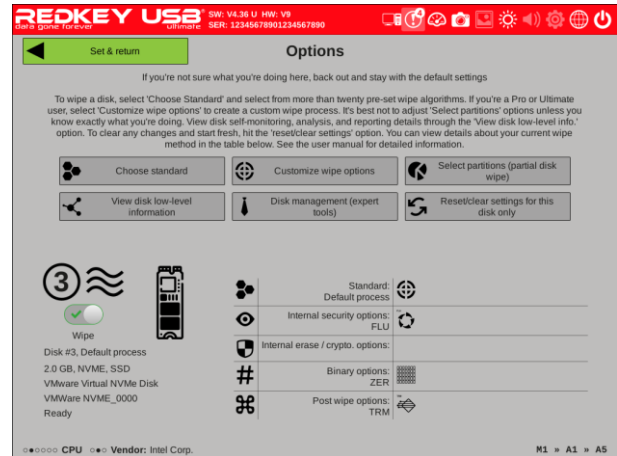 REDKEY USB
data gone forever
ultimate
SW: V4.36 U HW: V9
SER: 12345678901234567890
Set & return
Options
If you're not sure what you're doing here, back out and stay with the default settings
To wipe a disk, select 'Choose Standard' and select from more than twenty pre-set wipe algorithms. If you're a Pro or Ultimate
user, select 'Customize wipe options' to create a custom wipe process. It's best not to adjust 'Select partitions' options unless you
know exactly what you're doing. View disk self-monitoring, analysis, and reporting details through the 'View disk low-level info.'
option. To clear any changes and start fresh, hit the 'reset/clear settings' option. You can view details about your current wipe
method in the table below. See the user manual for detailed information.
Choose standard
Customize wipe options
Select partitions (partial disk
wipe)
View disk low-level
information
Disk management (expert
tools)
Reset/clear settings for this
disk only
3
Wipe
Disk #3, Default process
2.0 GB, NVME, SSD
VMware Virtual NVMe Disk
VMWare NVME_0000
Ready
Standard:
Default process
Internal security options:
FLU
Internal erase / crypto. options:
Binary options:
ZER
Post wipe options:
TRM
CPU
Vendor: Intel Corp.
M1 » A1 » A5